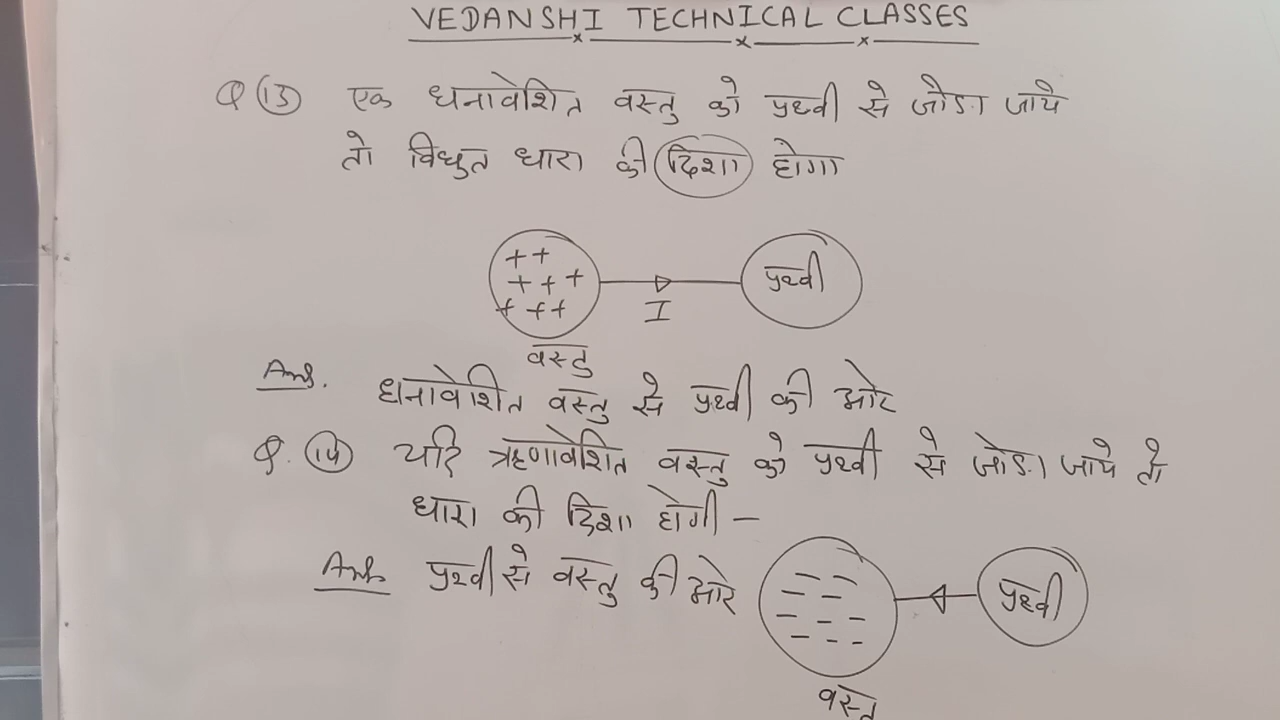 VEDANSHI TECHNICAL CLASSES
Q (13) एक धनावेशित वस्तु को पृथ्वी से जोड़ा जाये
तो विधुत धारा की दिशा होगा
+ +
+ + +
+ + +
पृथ्वी
I
वस्तु
Ans. धनावेशित वस्तु से पृथ्वी की ओर
Q. (14) यदि ऋणावेशित वस्तु को पृथ्वी से जोड़ा जाये तो
धारा की दिशा होगी –
Ans. पृथ्वी से वस्तु की ओर
पृथ्वी
वस्तु